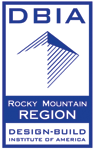 DBIA
ROCKY MOUNTAIN
REGION
DESIGN-BUILD
INSTITUTE OF AMERICA